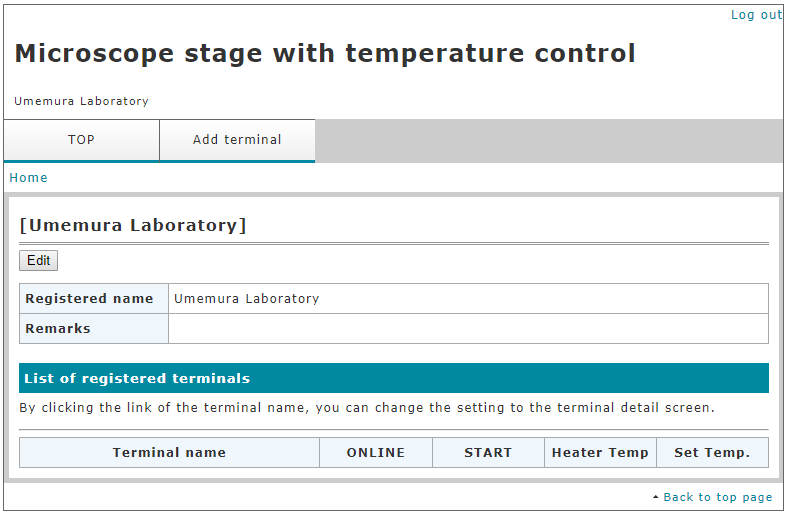 Log out
Microscope stage with temperature control
Umemura Laboratory
TOP Add terminal
Home
[Umemura Laboratory]
Edit
Registered name Umemura Laboratory
Remarks
List of registered terminals
By clicking the link of the terminal name, you can change the setting to the terminal detail screen.
Terminal name ONLINE START Heater Temp Set Temp.
Back to top page